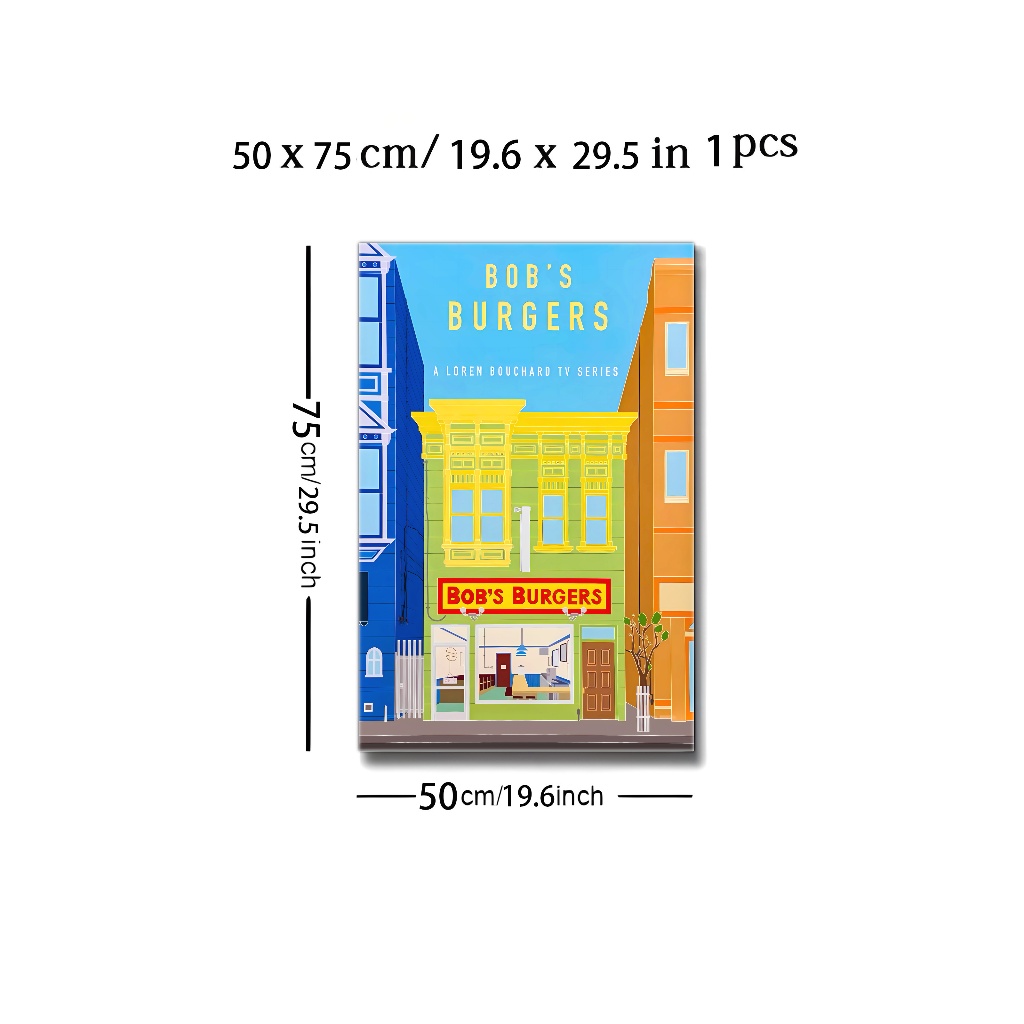 50 x 75 cm/ 19.6 x 29.5 in 1 pcs
BOB'S
BURGERS
A LOREN BOUCHARD TV SERIES
BOB'S BURGERS
75cm/29.5inch
50cm/19.6inch